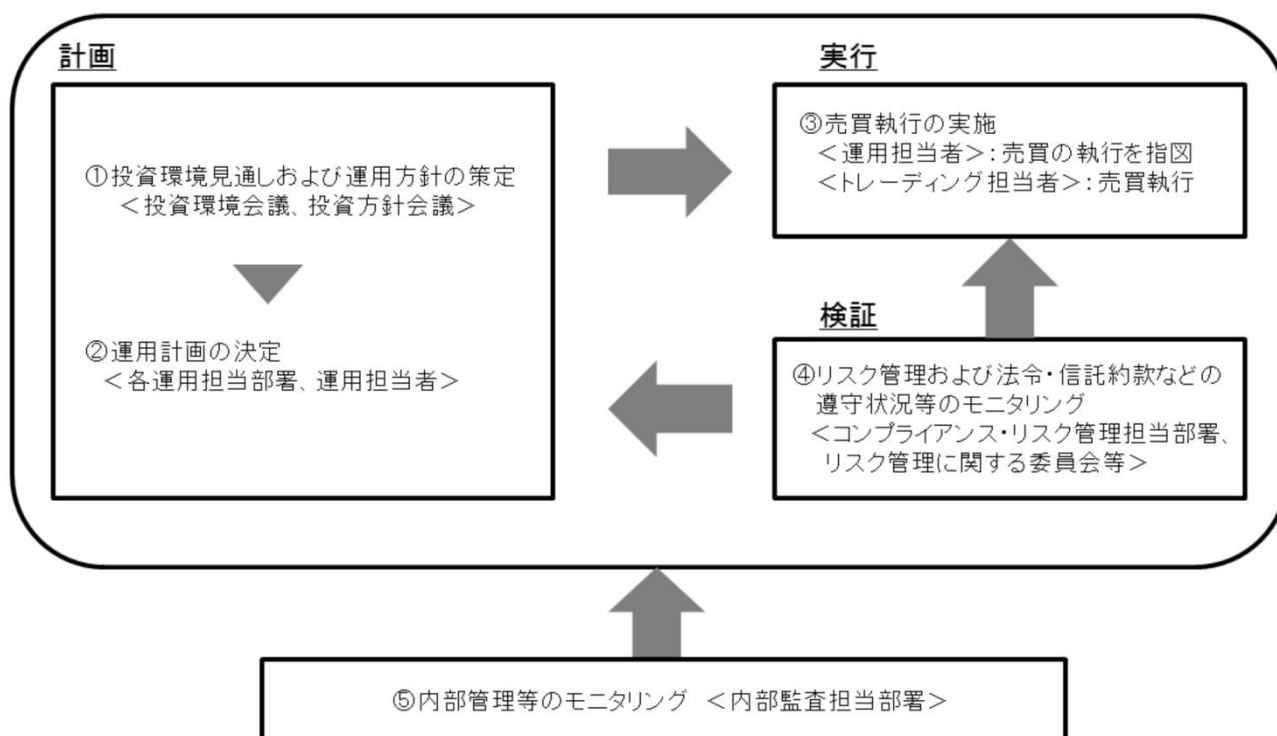 計画
①投資環境見通しおよび運用方針の策定
<投資環境会議、投資方針会議>
②運用計画の決定
<各運用担当部署、運用担当者>
実行
③売買執行の実施
<運用担当者>:売買の執行を指図
<トレーディング担当者>:売買執行
検証
④リスク管理および法令・信託約款などの
遵守状況等のモニタリング
<コンプライアンス・リスク管理担当部署、
リスク管理に関する委員会等>
⑤内部管理等のモニタリング <内部監査担当部署>